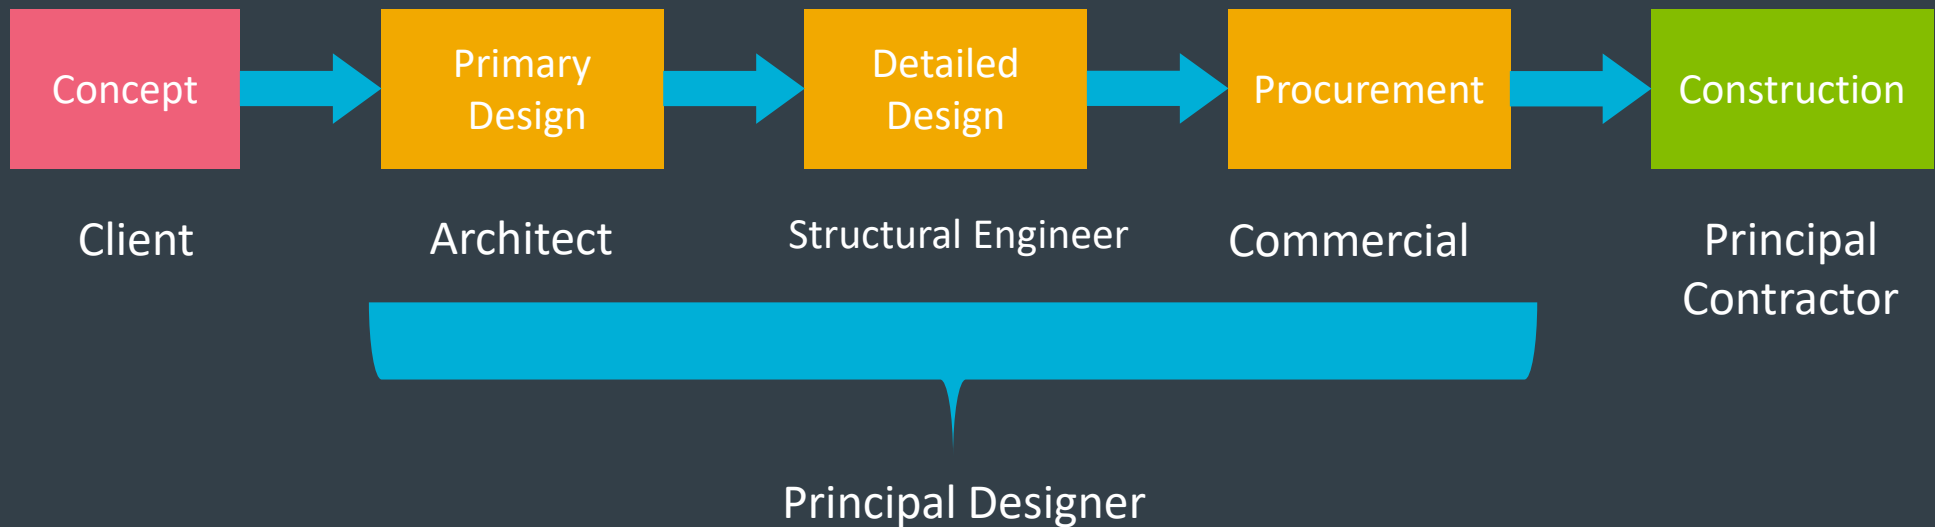 Concept
Primary
Design
Detailed
Design
Procurement
Construction
Client
Architect
Structural Engineer
Commercial
Principal
Contractor
Principal Designer